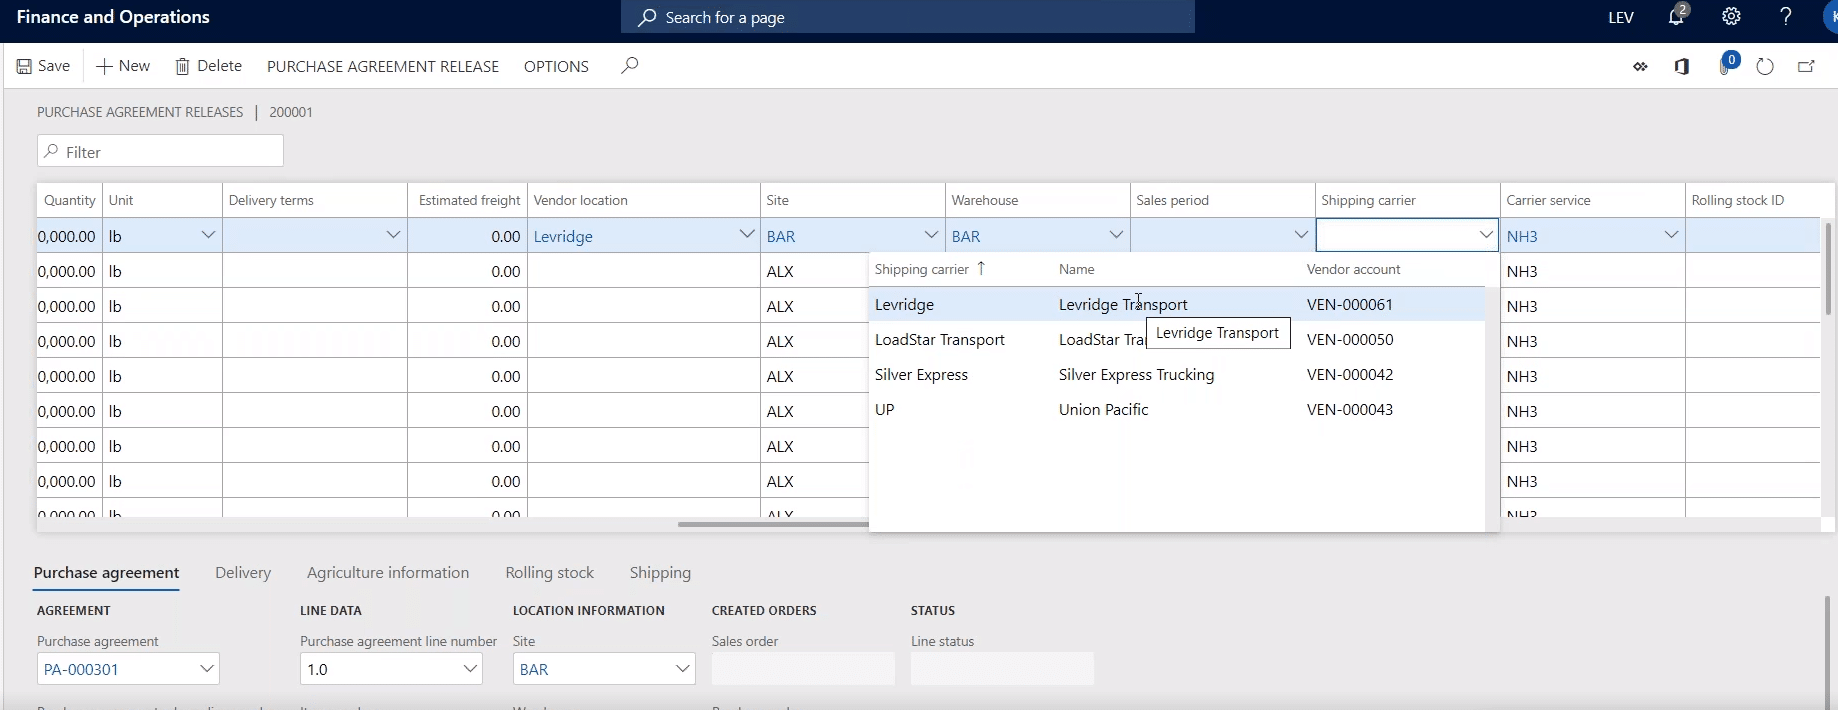 Finance and Operations
Search for a page
LEV
2
?
Save
New
Delete
PURCHASE AGREEMENT RELEASE
OPTIONS
0
PURCHASE AGREEMENT RELEASES | 200001
Filter
Quantity Unit Delivery terms Estimated freight Vendor location Site Warehouse Sales period Shipping carrier Carrier service Rolling stock ID
0,000.00 lb 0.00 Levridge BAR BAR NH3
0,000.00 lb 0.00 ALX NH3
0,000.00 lb 0.00 ALX NH3
0,000.00 lb 0.00 ALX NH3
0,000.00 lb 0.00 ALX NH3
0,000.00 lb 0.00 ALX NH3
0,000.00 lb 0.00 ALX NH3
0,000.00 lb 0.00 ALX NH3
0,000.00 lb 0.00 ALX NH3
Shipping carrier ↑ Name Vendor account
Levridge Levridge Transport VEN-000061
Levridge Transport
LoadStar Transport LoadStar VEN-000050
Silver Express Silver Express Trucking VEN-000042
UP Union Pacific VEN-000043
Purchase agreement Delivery Agriculture information Rolling stock Shipping
AGREEMENT LINE DATA LOCATION INFORMATION CREATED ORDERS STATUS
Purchase agreement Purchase agreement line number Site Sales order Line status
PA-000301 1.0 BAR